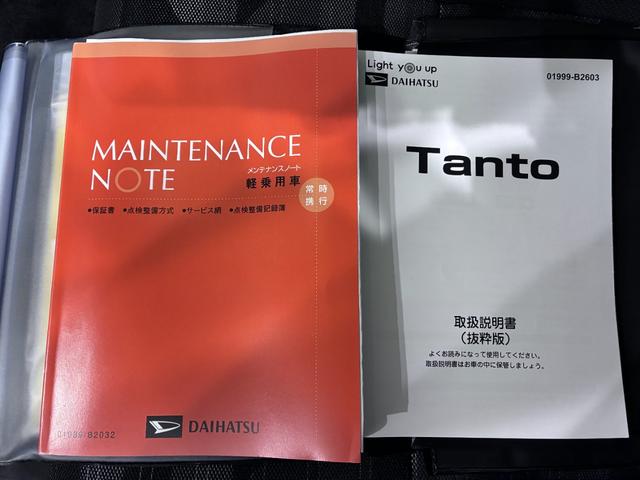 MAINTENANCE
NOTE
メンテナンスノート
軽乗用車
常時
携行
●保証書 ●点検整備方式 ●サービス網 ●点検整備記録簿
01999-B2032
DAIHATSU
Light you up
DAIHATSU
01999-B2603
Tanto
取扱説明書
（抜粋版）
よくお読みになって使用してください。
取扱説明書はお車の中に保管しましょう。